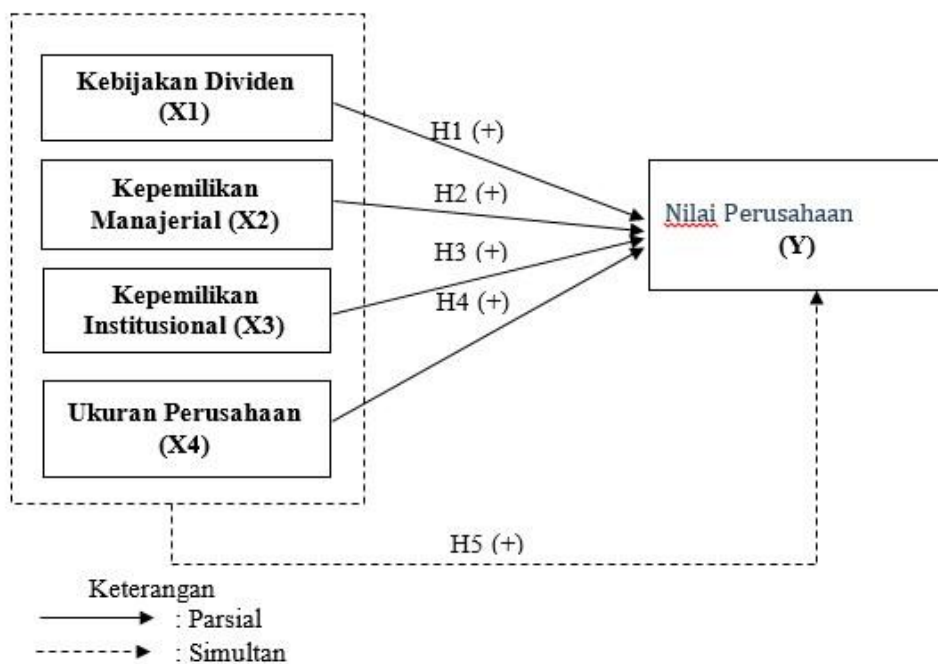 Kebijakan Dividen
(X1)
Kepemilikan
Manajerial (X2)
Kepemilikan
Institusional (X3)
Ukuran Perusahaan
(X4)
H1 (+)
H2 (+)
H3 (+)
H4 (+)
Nilai Perusahaan
(Y)
H5 (+)
Keterangan
: Parsial
: Simultan